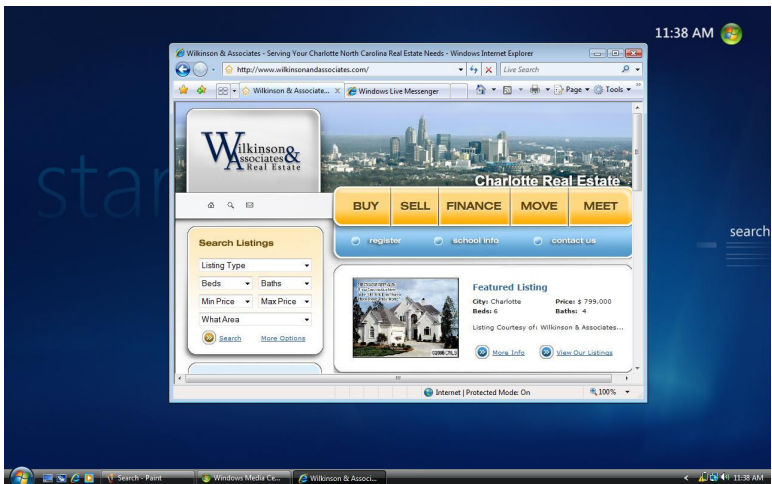 11:38 AM
Wilkinson & Associates - Serving Your Charlotte North Carolina Real Estate Needs - Windows Internet Explorer
http://www.wilkinsonandassociates.com/
Live Search
Wilkinson & Associate...
Windows Live Messenger
Page
Tools
Wilkinson &
Associates
Real Estate
Charlotte Real Estate
star
BUY SELL FINANCE MOVE MEET
search
register school info contact us
Search Listings
Listing Type
Beds Baths
Min Price Max Price
What Area
Search More Options
Featured Listing
City: Charlotte Price: $ 799,000
Beds: 6 Baths: 4
Listing Courtesy of: Wilkinson & Associates...
More Info View Our Listings
Internet | Protected Mode: On 100%
Search - Paint Windows Media Ce... Wilkinson & Associ... 11:38 AM